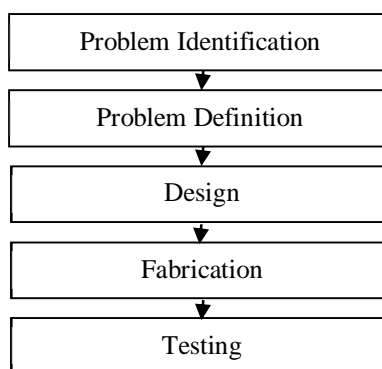 Problem Identification
Problem Definition
Design
Fabrication
Testing